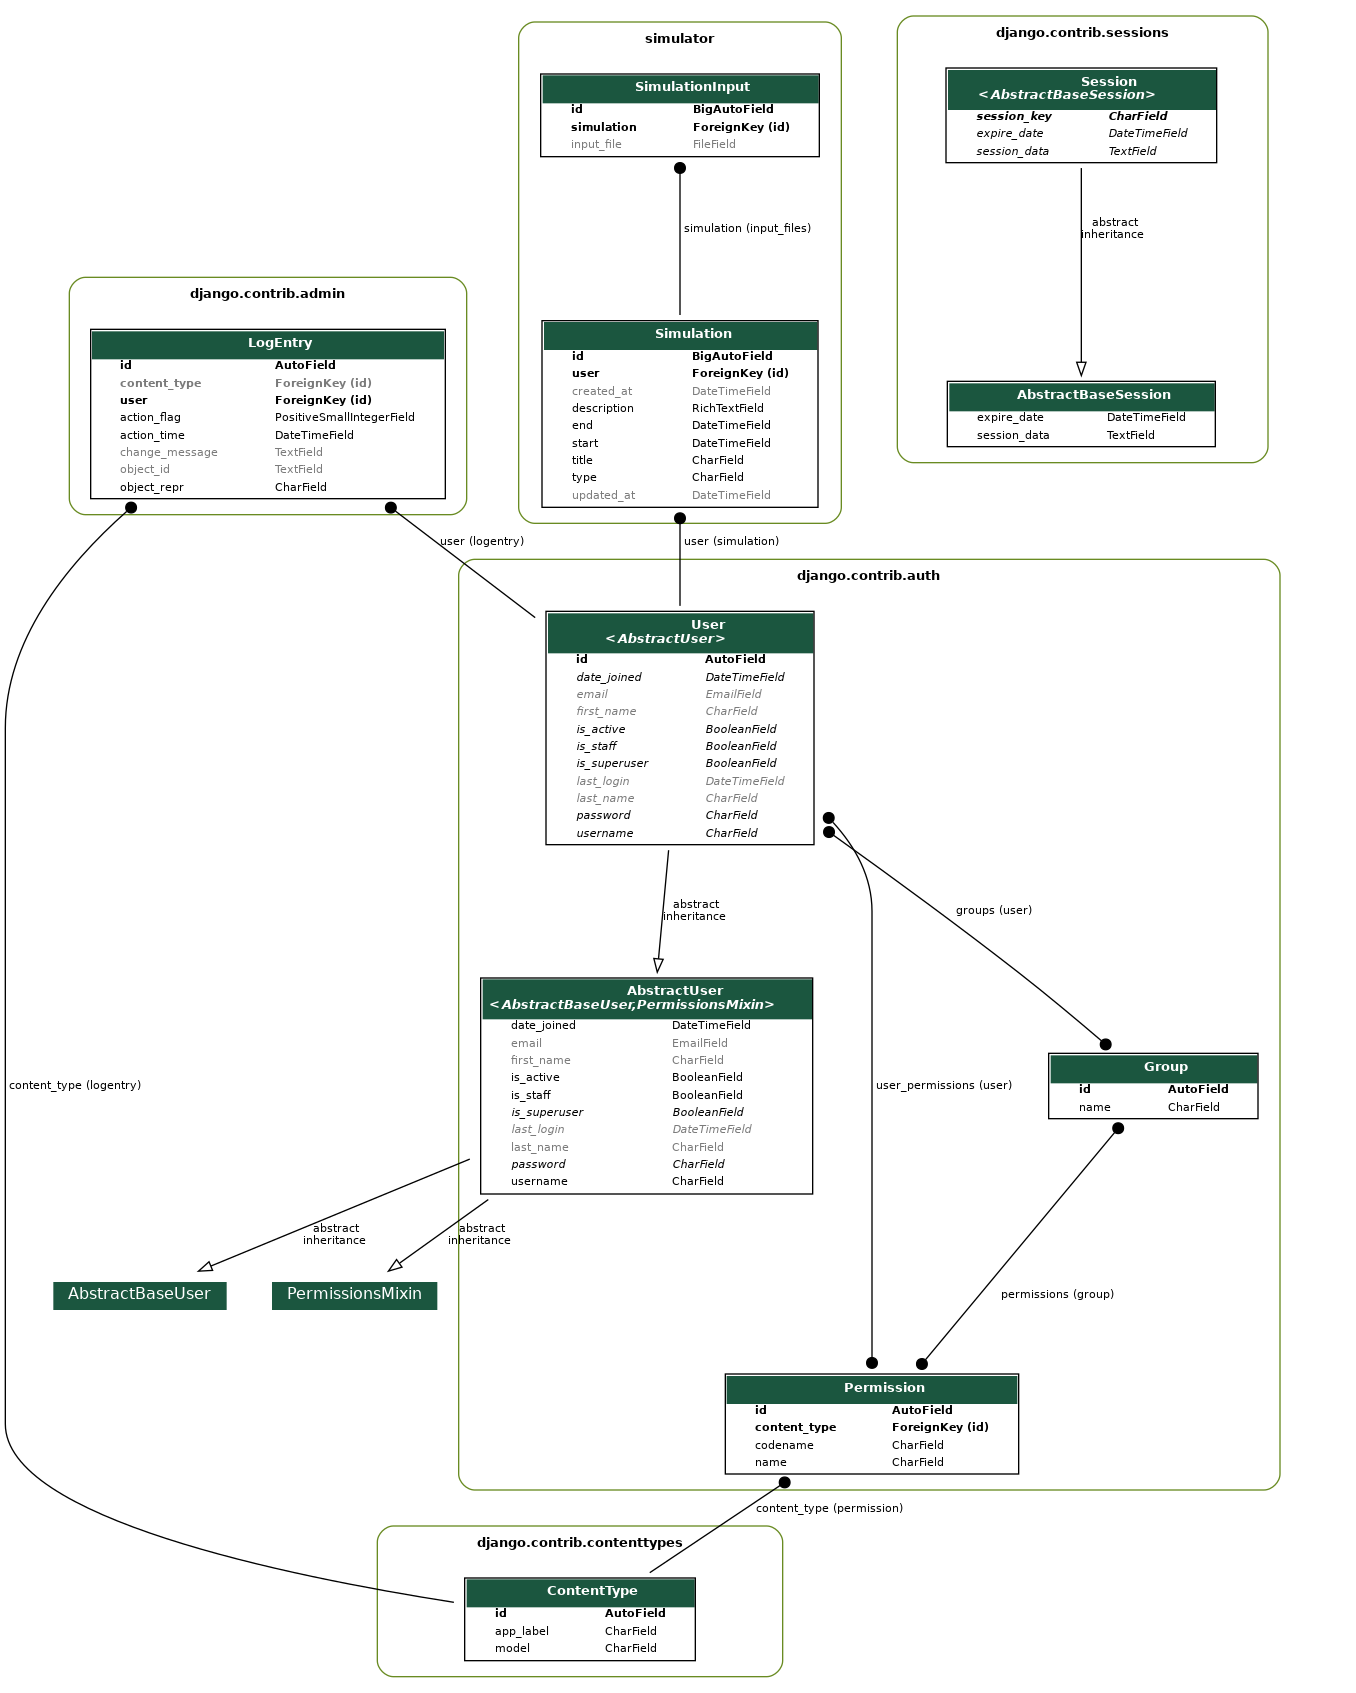 simulator
SimulationInput
id BigAutoField
simulation ForeignKey (id)
input_file FileField
simulation (input_files)
Simulation
id BigAutoField
user ForeignKey (id)
created_at DateTimeField
description RichTextField
end DateTimeField
start DateTimeField
title CharField
type CharField
updated_at DateTimeField
user (simulation)
django.contrib.sessions
Session
<AbstractBaseSession>
session_key CharField
expire_date DateTimeField
session_data TextField
abstract
inheritance
AbstractBaseSession
expire_date DateTimeField
session_data TextField
django.contrib.admin
LogEntry
id AutoField
content_type ForeignKey (id)
user ForeignKey (id)
action_flag PositiveSmallIntegerField
action_time DateTimeField
change_message TextField
object_id TextField
object_repr CharField
user (logentry)
content_type (logentry)
django.contrib.auth
User
<AbstractUser>
id AutoField
date_joined DateTimeField
email EmailField
first_name CharField
is_active BooleanField
is_staff BooleanField
is_superuser BooleanField
last_login DateTimeField
last_name CharField
password CharField
username CharField
abstract
inheritance
groups (user)
user_permissions (user)
AbstractUser
<AbstractBaseUser,PermissionsMixin>
date_joined DateTimeField
email EmailField
first_name CharField
is_active BooleanField
is_staff BooleanField
is_superuser BooleanField
last_login DateTimeField
last_name CharField
password CharField
username CharField
abstract
inheritance
abstract
inheritance
AbstractBaseUser
PermissionsMixin
Group
id AutoField
name CharField
permissions (group)
Permission
id AutoField
content_type ForeignKey (id)
codename CharField
name CharField
content_type (permission)
django.contrib.contenttypes
ContentType
id AutoField
app_label CharField
model CharField